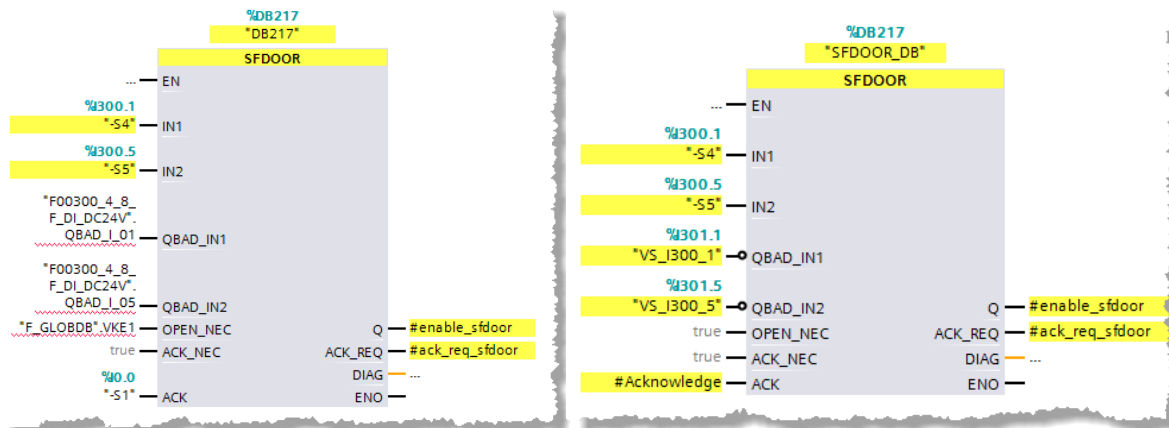 %DB217
"DB217"
SFDOOR
... EN
%I300.1
"-S4" IN1
%I300.5
"-S5" IN2
"F00300_4_8_
F_DI_DC24V".
QBAD_I_01 QBAD_IN1
"F00300_4_8_
F_DI_DC24V".
QBAD_I_05 QBAD_IN2
"F_GLOBDB".VKE1 OPEN_NEC Q #enable_sfdoor
true ACK_NEC ACK_REQ #ack_req_sfdoor
DIAG ...
%I0.0
"-S1" ACK ENO
%DB217
"SFDOOR_DB"
SFDOOR
... EN
%I300.1
"-S4" IN1
%I300.5
"-S5" IN2
%I301.1
"VS_I300_1" QBAD_IN1
%I301.5
"VS_I300_5" QBAD_IN2 Q #enable_sfdoor
true OPEN_NEC ACK_REQ #ack_req_sfdoor
true ACK_NEC DIAG ...
#Acknowledge ACK ENO